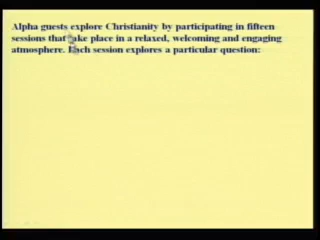 Alpha guests explore Christianity by participating in fifteen
sessions that take place in a relaxed, welcoming and engaging
atmosphere. Each session explores a particular question: